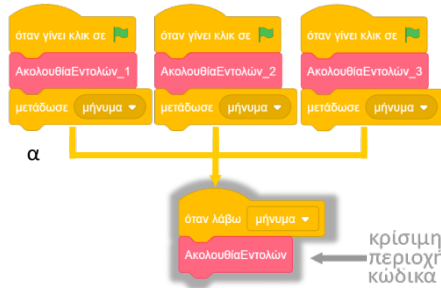 όταν γίνει κλικ σε όταν γίνει κλικ σε όταν γίνει κλικ σε
ΑκολουθίαΕντολών_1 ΑκολουθίαΕντολών_2 ΑκολουθίαΕντολών_3
μετάδωσε μήνυμα μετάδωσε μήνυμα μετάδωσε μήνυμα
α
όταν λάβω μήνυμα
ΑκολουθίαΕντολών
κρίσιμη
περιοχή
κώδικα